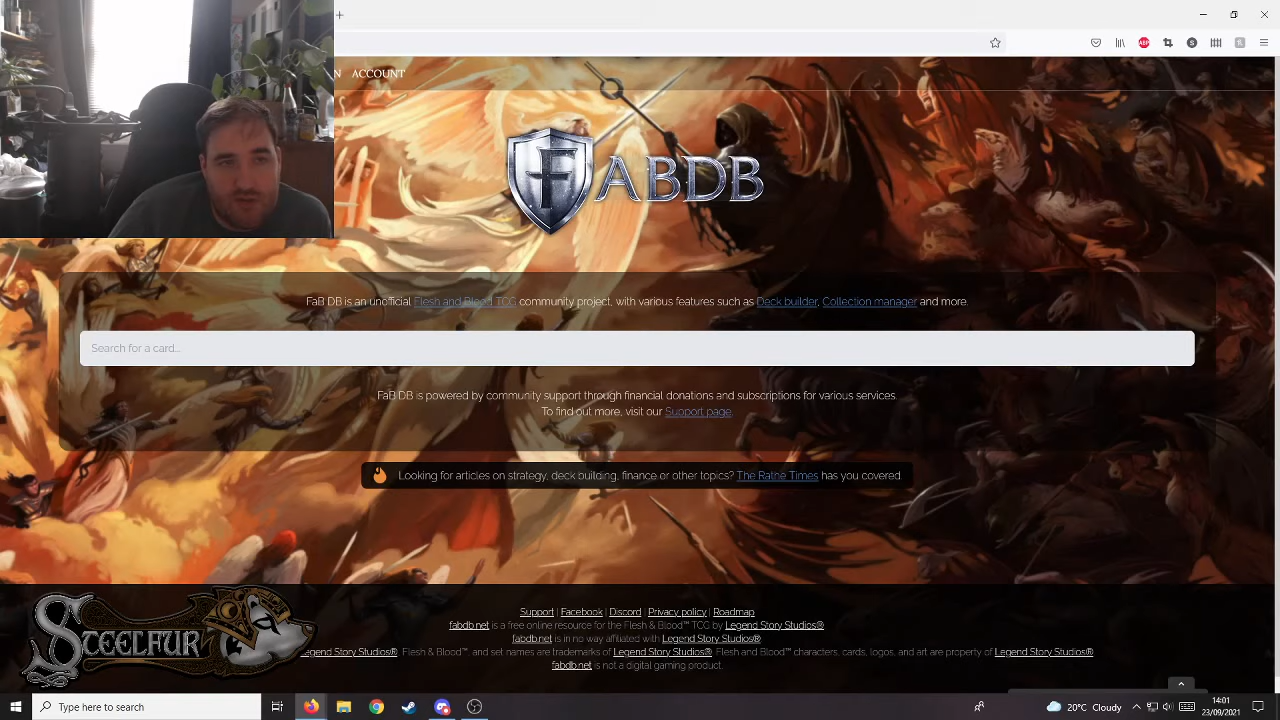 N ACCOUNT
FABDB
FaB DB is an unofficial Flesh and Blood TCG community project, with various features such as Deck builder, Collection manager and more.
Search for a card...
FaB DB is powered by community support through financial donations and subscriptions for various services.
To find out more, visit our Support page.
Looking for articles on strategy, deck building, finance or other topics? The Rathe Times has you covered.
Support | Facebook | Discord | Privacy policy | Roadmap
fabdb.net is a free online resource for the Flesh & Blood™ TCG by Legend Story Studios®.
fabdb.net is in no way affiliated with Legend Story Studios®.
egend Story Studios®, Flesh & Blood™, and set names are trademarks of Legend Story Studios®. Flesh and Blood™ characters, cards, logos, and art are property of Legend Story Studios®.
fabdb.net is not a digital gaming product.
STEELFUR
Type here to search
20°C Cloudy
14:01
23/09/2021
ABP
S